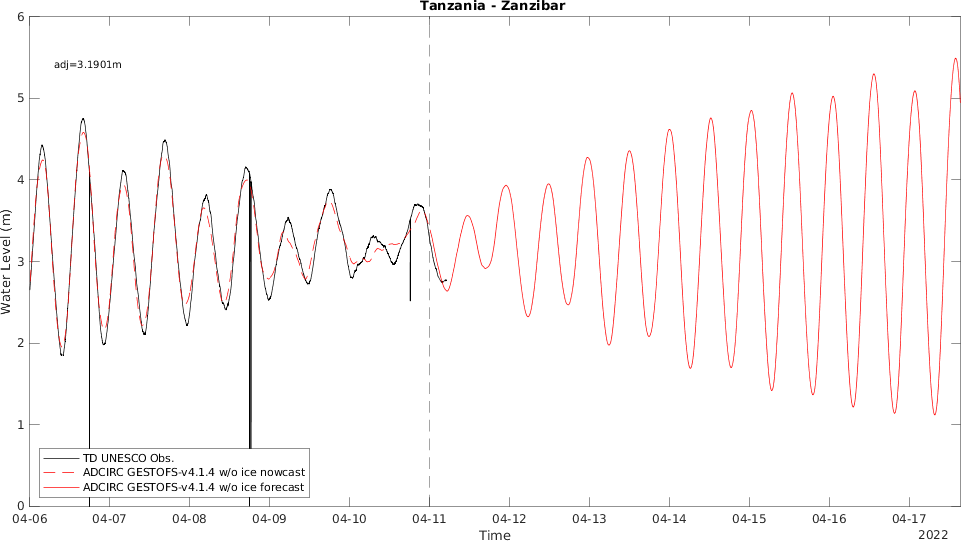 Tanzania - Zanzibar
6
adj=3.1901m
5
4
3
2
1
0
Water Level (m)
TD UNESCO Obs.
ADCIRC GESTOFS-v4.1.4 w/o ice nowcast
ADCIRC GESTOFS-v4.1.4 w/o ice forecast
04-06 04-07 04-08 04-09 04-10 04-11 04-12 04-13 04-14 04-15 04-16 04-17
Time
2022